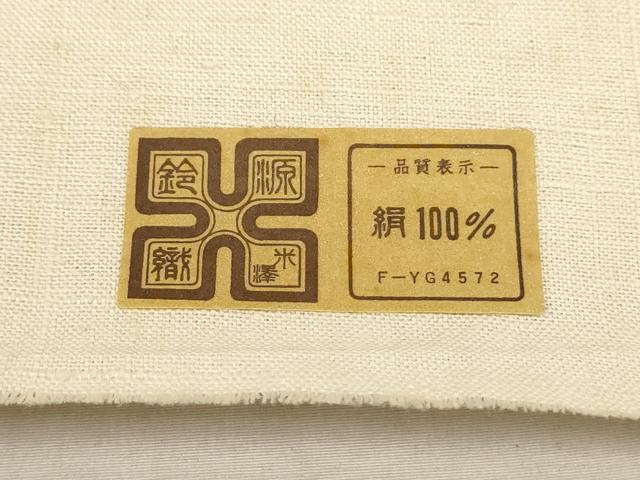 鈴源
織米澤
—品質表示—
絹100%
F-YG4572